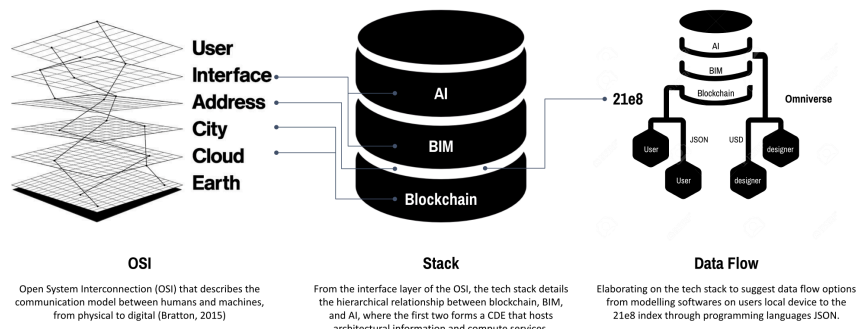 User
Interface
Address
City
Cloud
Earth
OSI
Open System Interconnection (OSI) that describes the
communication model between humans and machines,
from physical to digital (Bratton, 2015)
AI
BIM
Blockchain
Stack
From the interface layer of the OSI, the tech stack details
the hierarchical relationship between blockchain, BIM,
and AI, where the first two forms a CDE that hosts
architectural information and compute services
21e8
AI
BIM
Blockchain
Omniverse
User
JSON
User
USD
designer
designer
Data Flow
Elaborating on the tech stack to suggest data flow options
from modelling softwares on users local device to the
21e8 index through programming languages JSON.